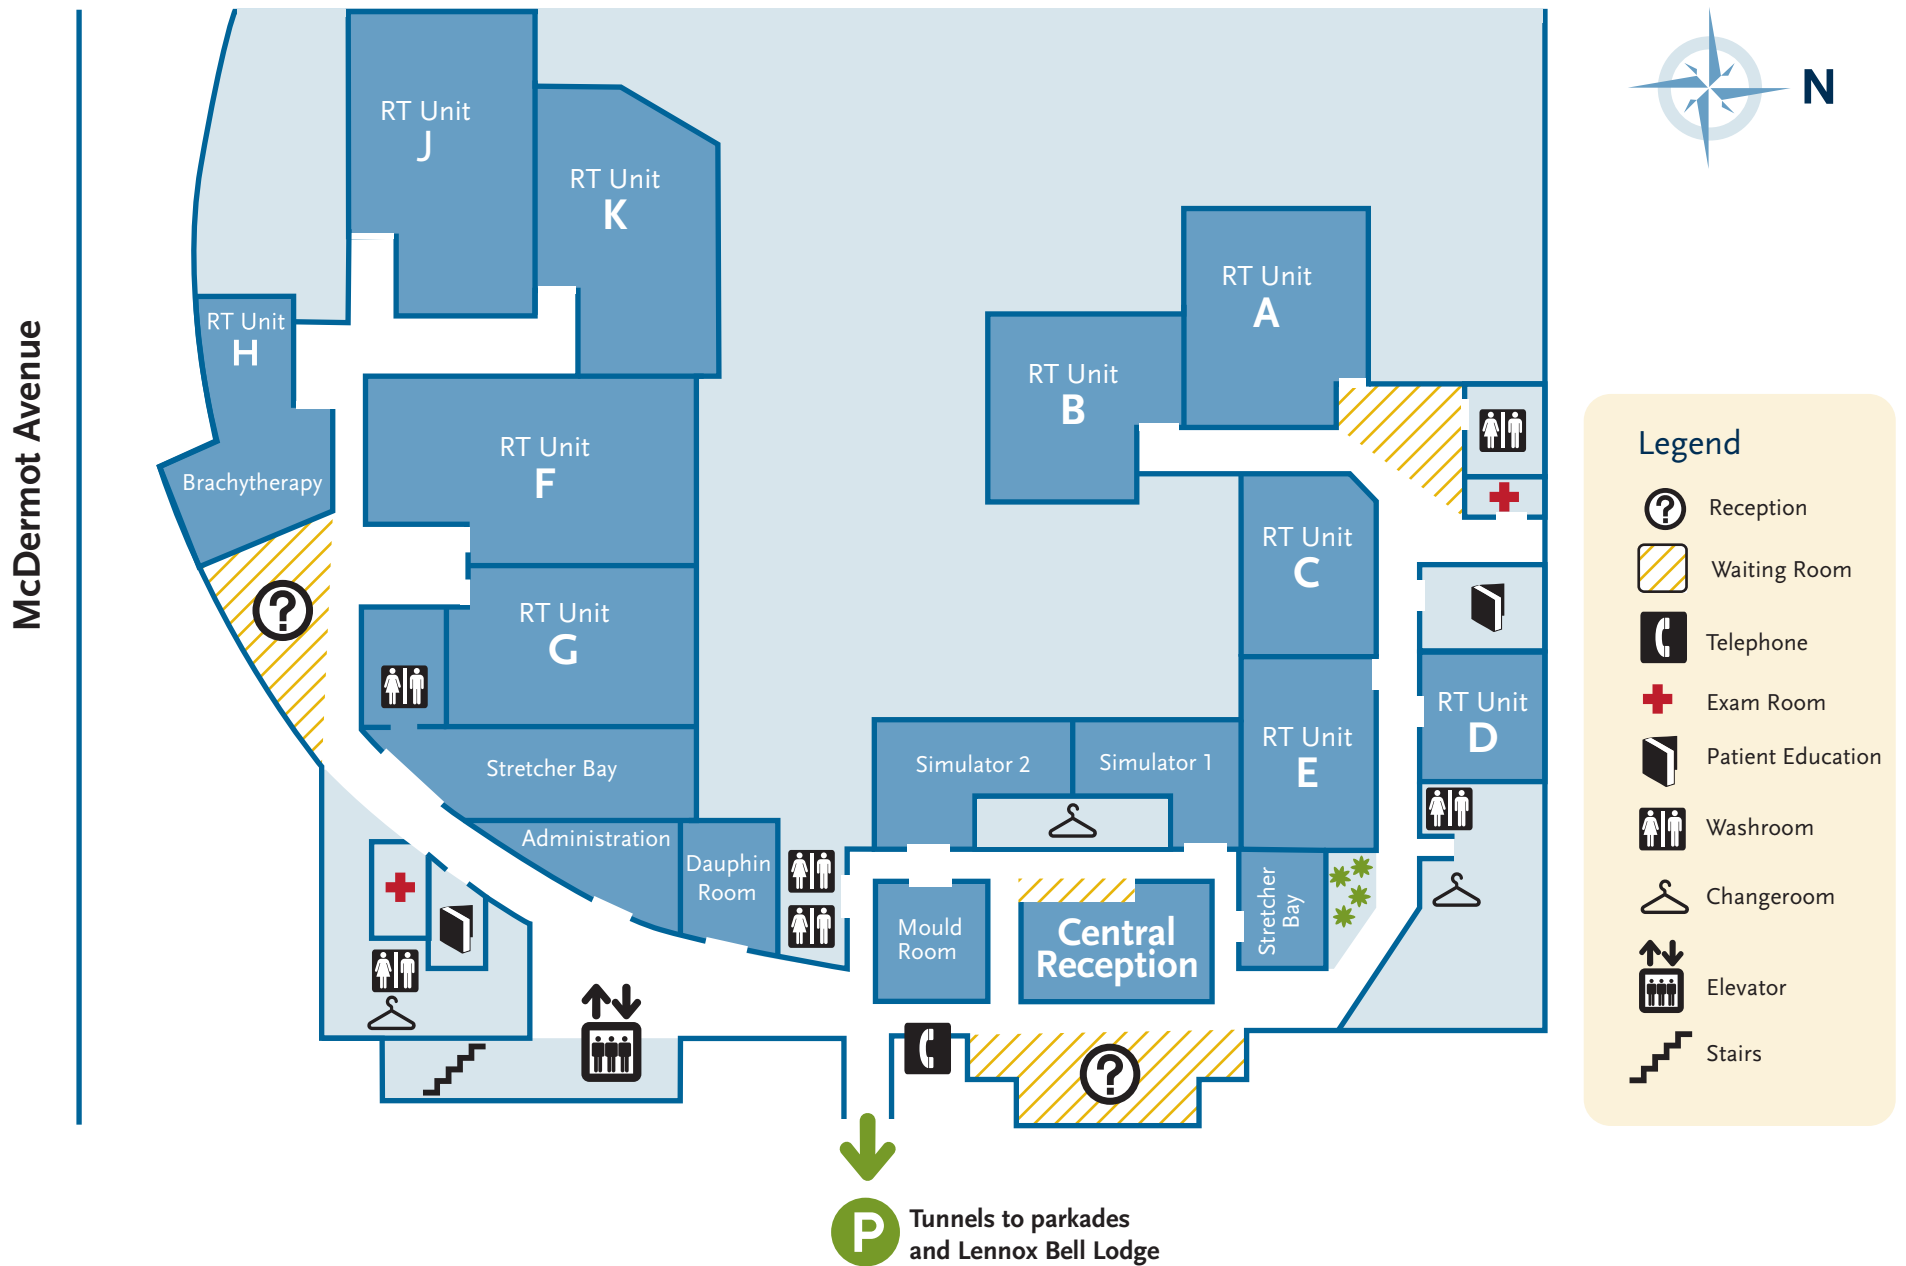 McDermot Avenue
RT Unit
J
RT Unit
K
RT Unit
H
Brachytherapy
RT Unit
F
RT Unit
G
Stretcher Bay
Administration
Dauphin
Room
RT Unit
A
RT Unit
B
RT Unit
C
RT Unit
E
RT Unit
D
Simulator 2
Simulator 1
Mould
Room
Central
Reception
Stretcher
Bay
N
Legend
Reception
Waiting Room
Telephone
Exam Room
Patient Education
Washroom
Changeroom
Elevator
Stairs
P
Tunnels to parkades
and Lennox Bell Lodge